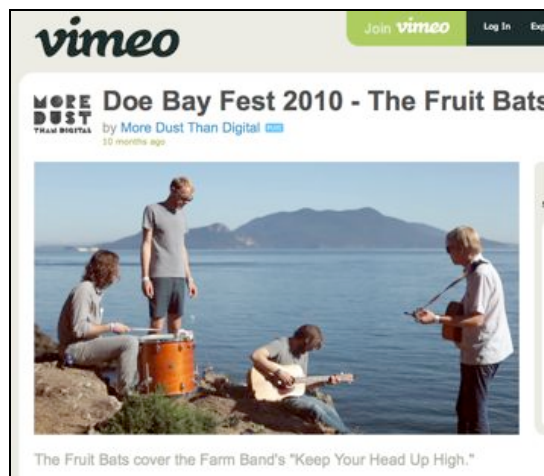 vimeo
Join vimeo Log In
MORE DUST THAN DIGITAL
Doe Bay Fest 2010 - The Fruit Bats
by More Dust Than Digital PLUS
10 months ago
The Fruit Bats cover the Farm Band's "Keep Your Head Up High."